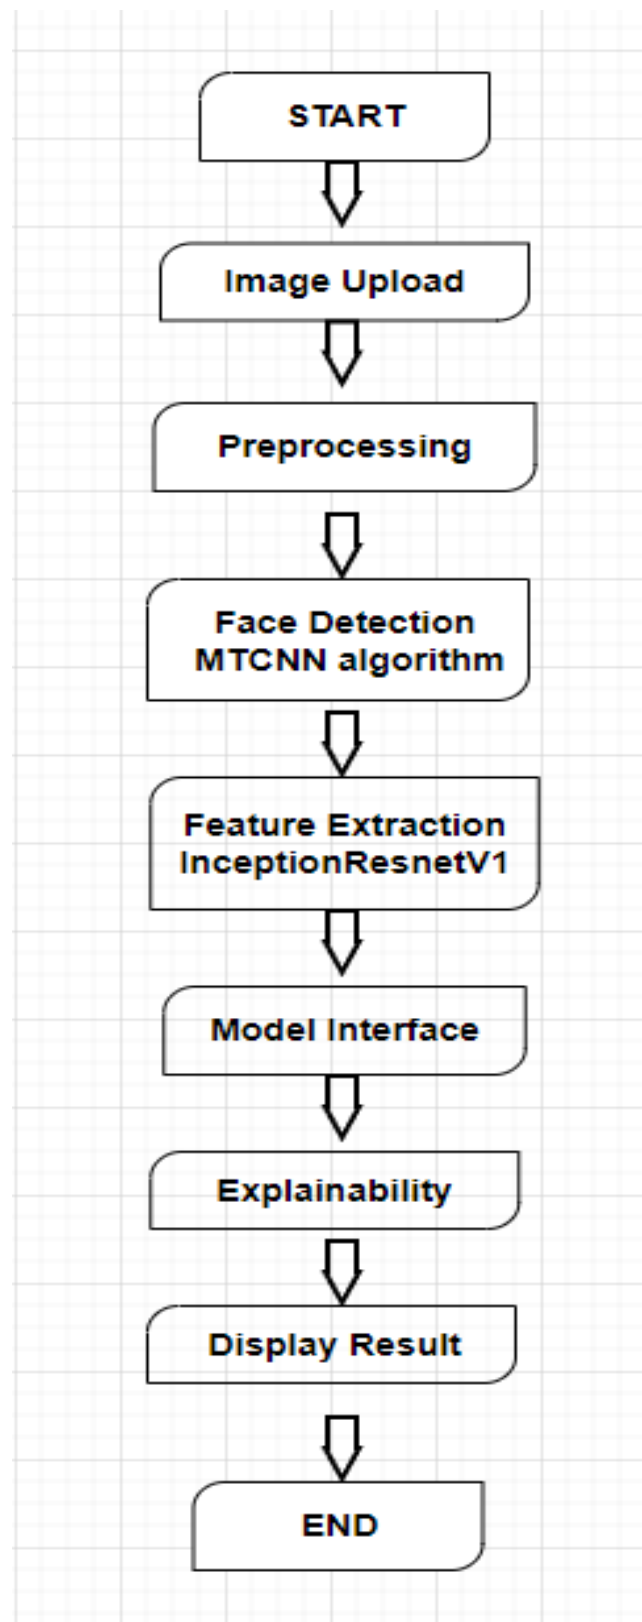 START
Image Upload
Preprocessing
Face Detection
MTCNN algorithm
Feature Extraction
InceptionResnetV1
Model Interface
Explainability
Display Result
END